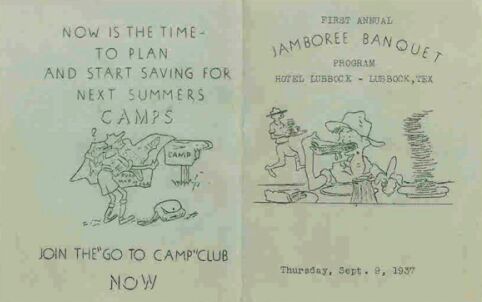 NOW IS THE TIME-
TO PLAN
AND START SAVING FOR
NEXT SUMMERS
CAMPS
?
CAMP
JOIN THE "GO TO CAMP" CLUB
NOW
FIRST ANNUAL
JAMBOREE BANQUET
PROGRAM
HOTEL LUBBOCK - LUBBOCK, TEX
Thursday, Sept. 9, 1937